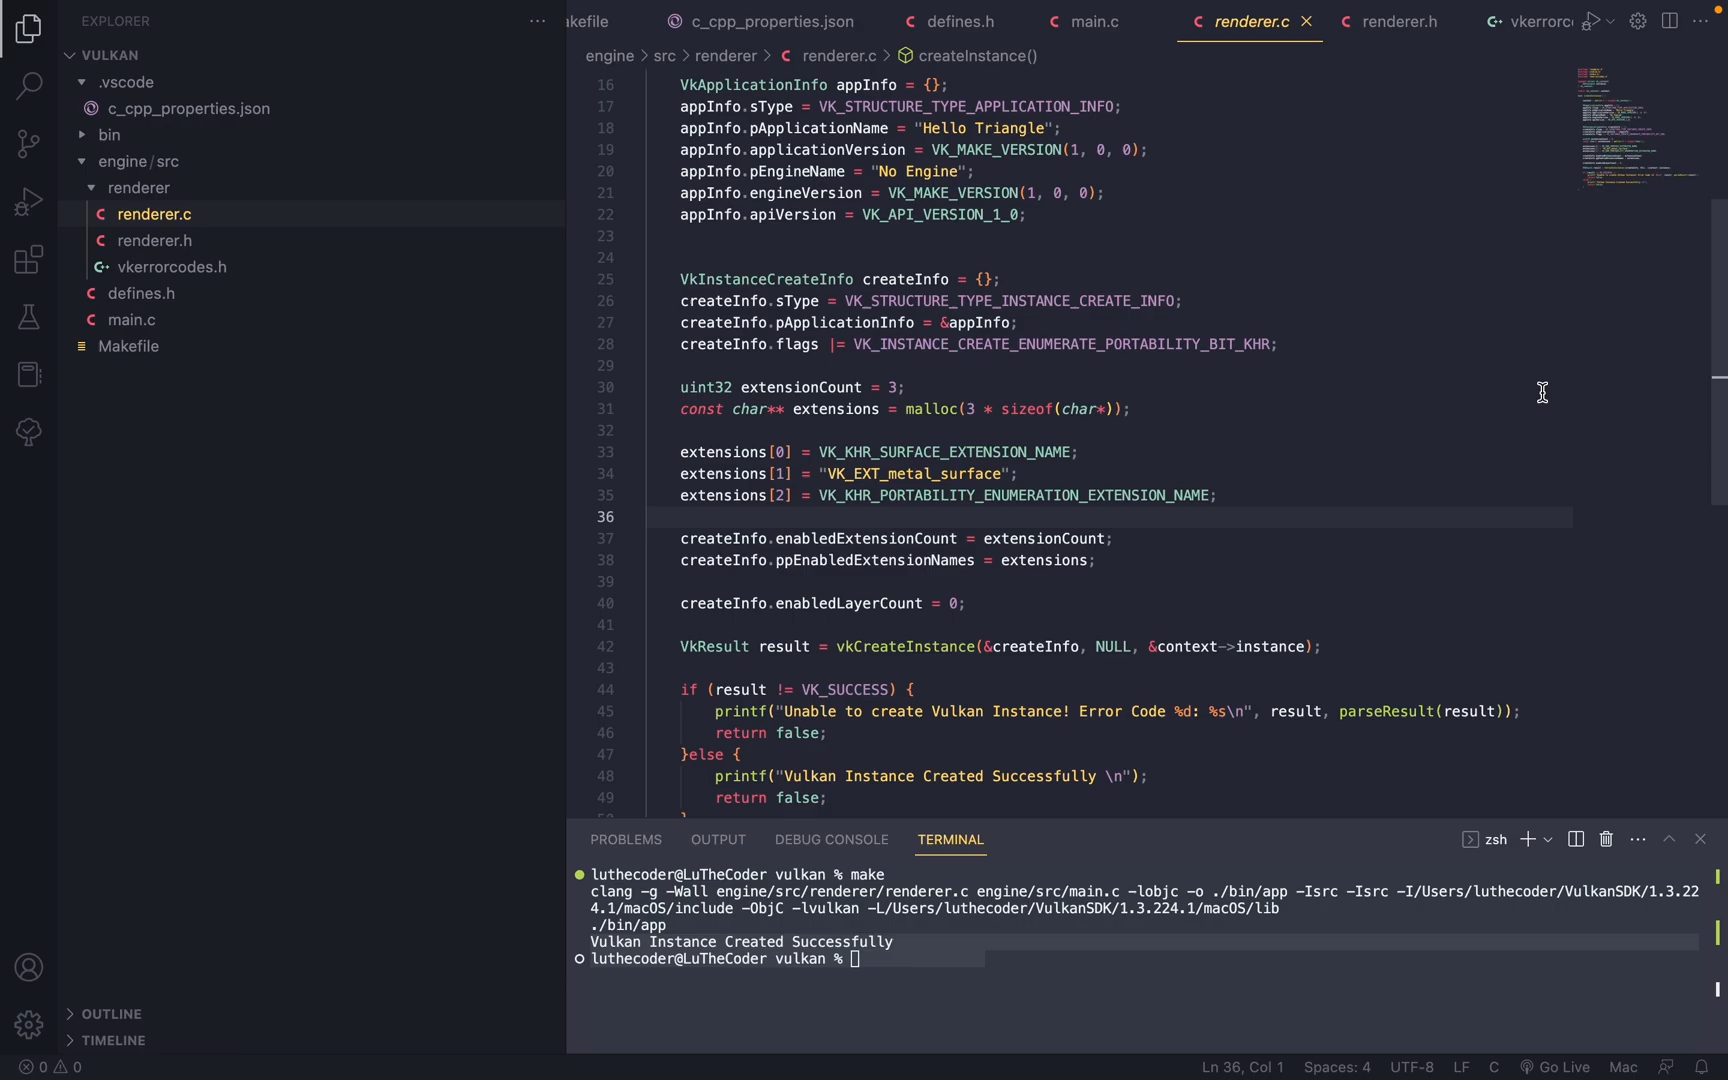 EXPLORER
VULKAN
.vscode
c_cpp_properties.json
bin
engine/src
renderer
renderer.c
renderer.h
vkerrorcodes.h
defines.h
main.c
Makefile
OUTLINE
TIMELINE
akefile c_cpp_properties.json defines.h main.c renderer.c renderer.h vkerrorc
engine > src > renderer > renderer.c > createInstance()
16 VkApplicationInfo appInfo = {};
17 appInfo.sType = VK_STRUCTURE_TYPE_APPLICATION_INFO;
18 appInfo.pApplicationName = "Hello Triangle";
19 appInfo.applicationVersion = VK_MAKE_VERSION(1, 0, 0);
20 appInfo.pEngineName = "No Engine";
21 appInfo.engineVersion = VK_MAKE_VERSION(1, 0, 0);
22 appInfo.apiVersion = VK_API_VERSION_1_0;
23
24
25 VkInstanceCreateInfo createInfo = {};
26 createInfo.sType = VK_STRUCTURE_TYPE_INSTANCE_CREATE_INFO;
27 createInfo.pApplicationInfo = &appInfo;
28 createInfo.flags |= VK_INSTANCE_CREATE_ENUMERATE_PORTABILITY_BIT_KHR;
29
30 uint32 extensionCount = 3;
31 const char** extensions = malloc(3 * sizeof(char*));
32
33 extensions[0] = VK_KHR_SURFACE_EXTENSION_NAME;
34 extensions[1] = "VK_EXT_metal_surface";
35 extensions[2] = VK_KHR_PORTABILITY_ENUMERATION_EXTENSION_NAME;
36
37 createInfo.enabledExtensionCount = extensionCount;
38 createInfo.ppEnabledExtensionNames = extensions;
39
40 createInfo.enabledLayerCount = 0;
41
42 VkResult result = vkCreateInstance(&createInfo, NULL, &context->instance);
43
44 if (result != VK_SUCCESS) {
45 printf("Unable to create Vulkan Instance! Error Code %d: %s\n", result, parseResult(result));
46 return false;
47 }else {
48 printf("Vulkan Instance Created Successfully \n");
49 return false;
PROBLEMS OUTPUT DEBUG CONSOLE TERMINAL zsh
luthecoder@LuTheCoder vulkan % make
clang -g -Wall engine/src/renderer/renderer.c engine/src/main.c -lobjc -o ./bin/app -Isrc -Isrc -I/Users/luthecoder/VulkanSDK/1.3.22
4.1/macOS/include -ObjC -lvulkan -L/Users/luthecoder/VulkanSDK/1.3.224.1/macOS/lib
./bin/app
Vulkan Instance Created Successfully
luthecoder@LuTheCoder vulkan %
0 0 Ln 36, Col 1 Spaces: 4 UTF-8 LF C Go Live Mac